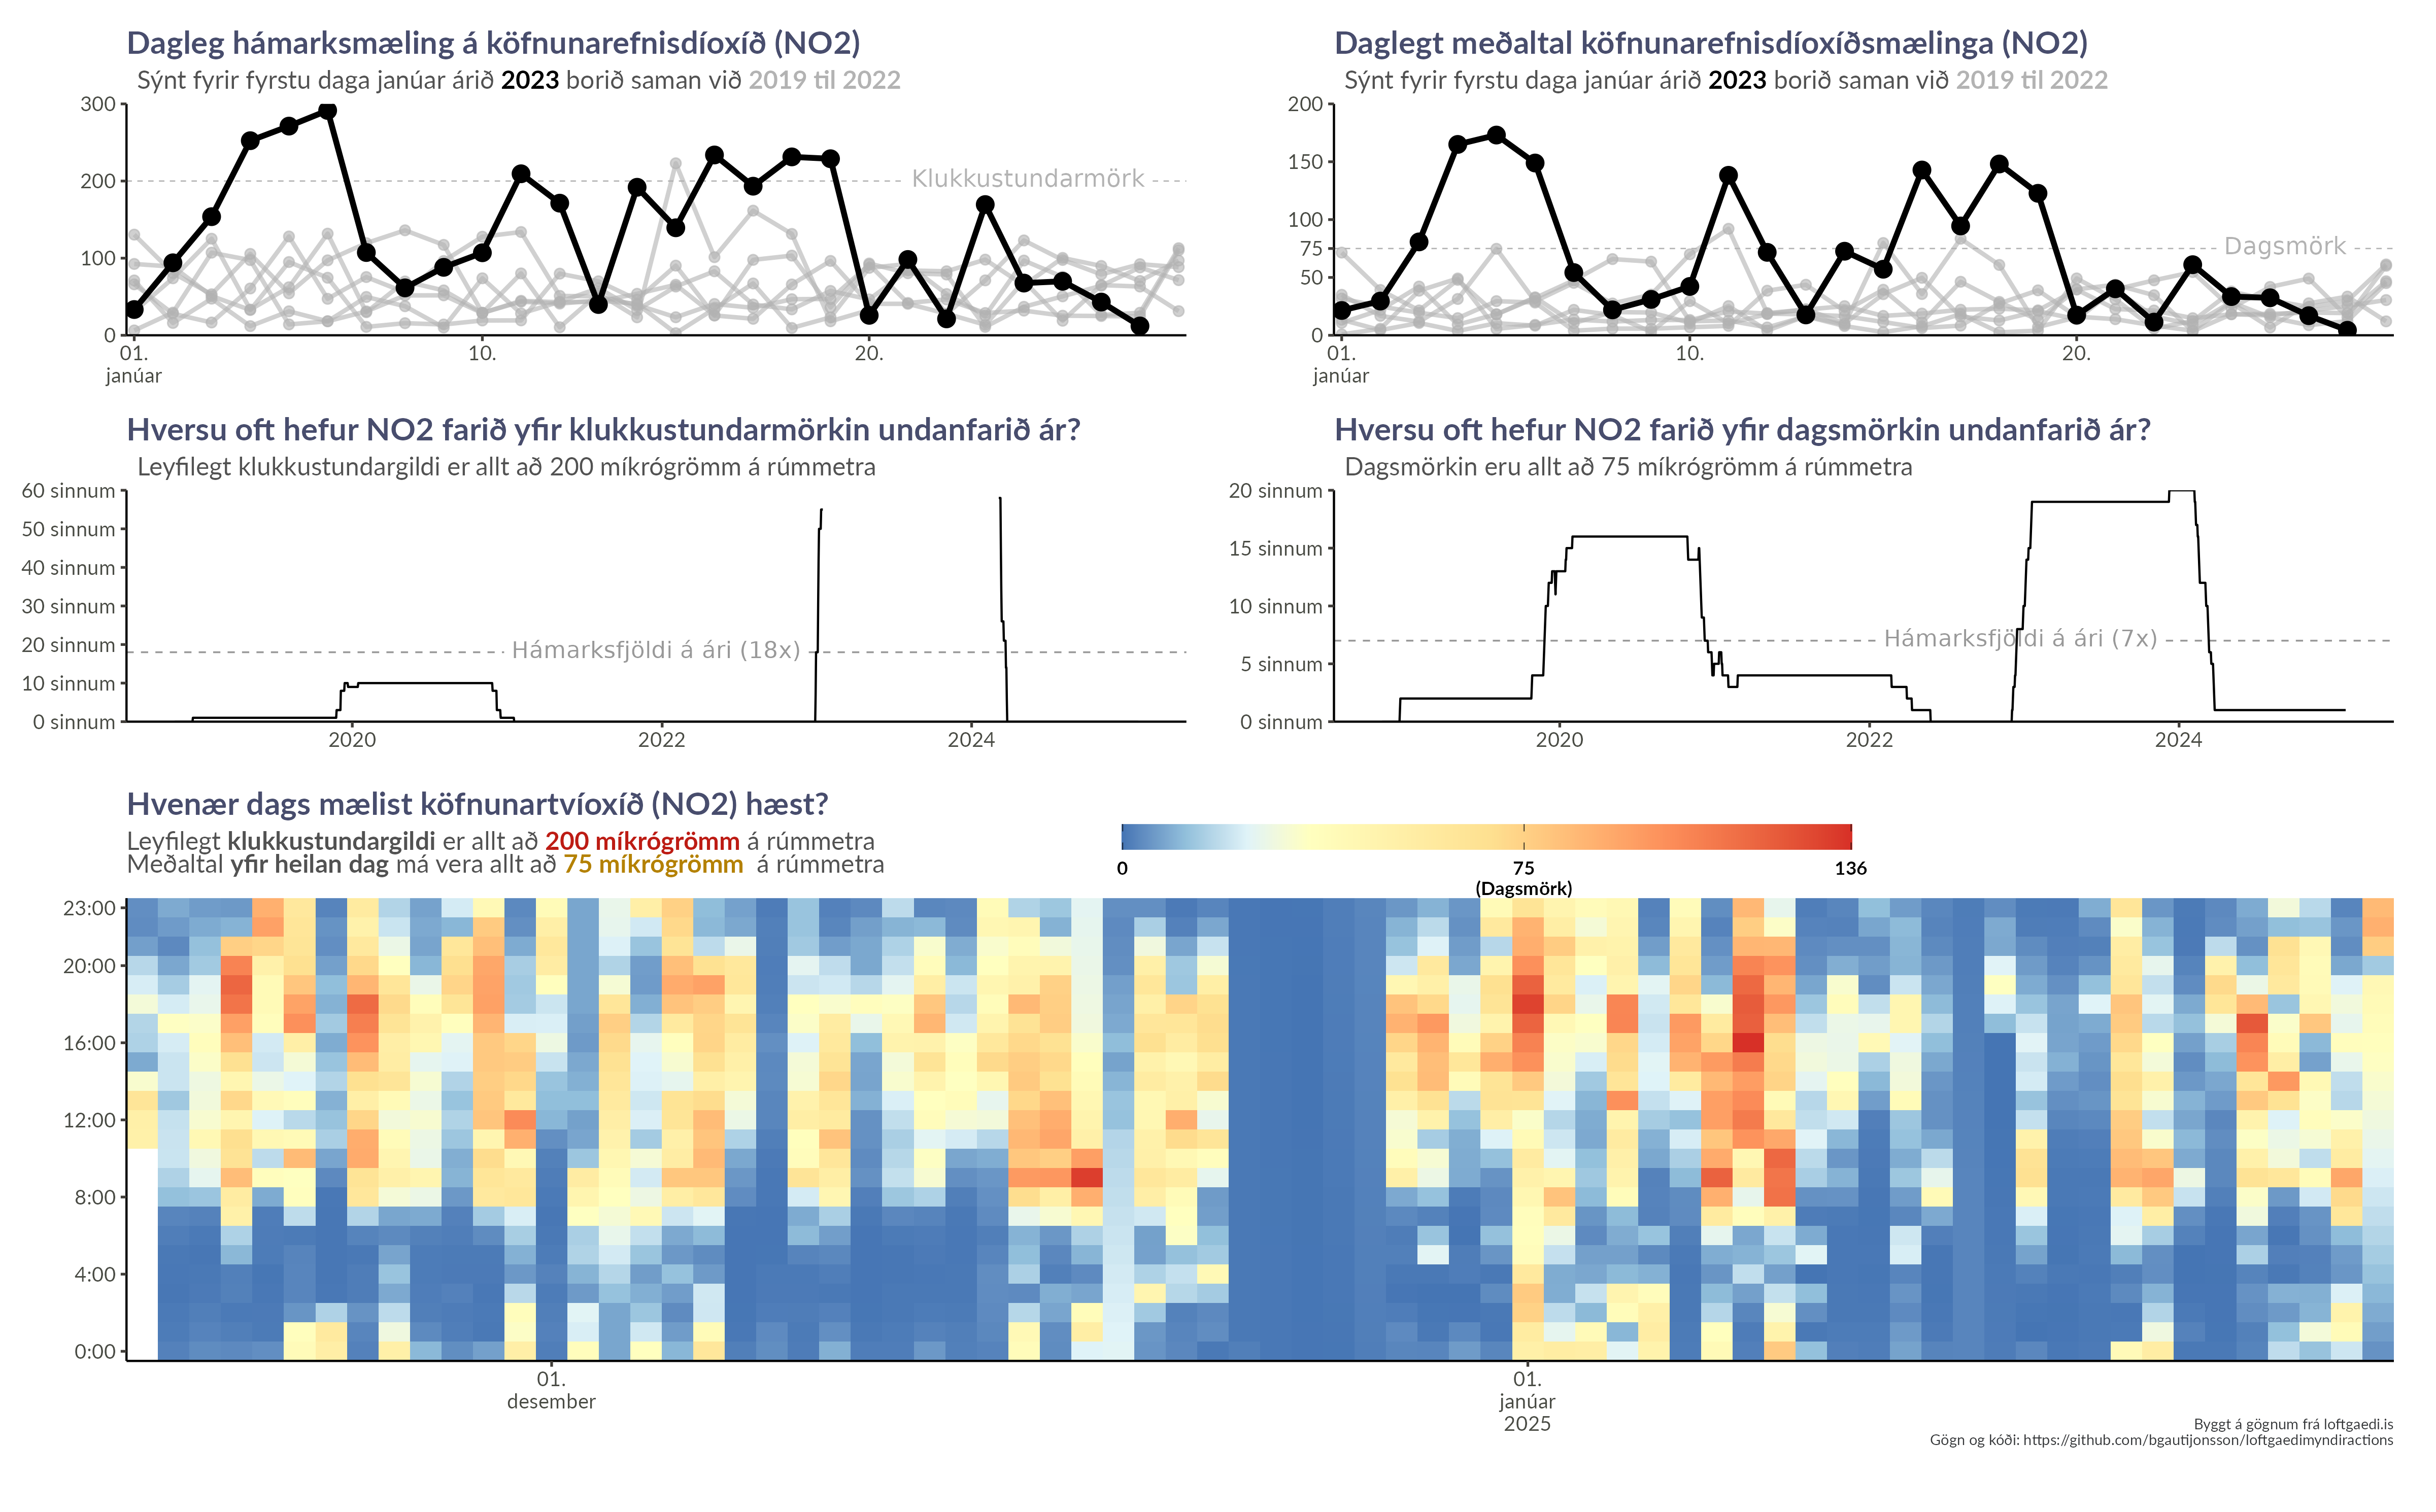 Dagleg hámarksmæling á köfnunarefnisdíoxíð (NO2)
Sýnt fyrir fyrstu daga janúar árið 2023 borið saman við 2019 til 2022
300
200
100
0
Klukkustundarmörk
01.
janúar
10.
20.
Daglegt meðaltal köfnunarefnisdíoxíðsmælinga (NO2)
Sýnt fyrir fyrstu daga janúar árið 2023 borið saman við 2019 til 2022
200
150
100
75
50
0
Dagsmörk
01.
janúar
10.
20.
Hversu oft hefur NO2 farið yfir klukkustundarmörkin undanfarið ár?
Leyfilegt klukkustundargildi er allt að 200 míkrógrömm á rúmmetra
60 sinnum
50 sinnum
40 sinnum
30 sinnum
20 sinnum
10 sinnum
0 sinnum
Hámarksfjöldi á ári (18x)
2020
2022
2024
Hversu oft hefur NO2 farið yfir dagsmörkin undanfarið ár?
Dagsmörkin eru allt að 75 míkrógrömm á rúmmetra
20 sinnum
15 sinnum
10 sinnum
5 sinnum
0 sinnum
Hámarksfjöldi á ári (7x)
2020
2022
2024
Hvenær dags mælist köfnunartvíoxíð (NO2) hæst?
Leyfilegt klukkustundargildi er allt að 200 míkrógrömm á rúmmetra
Meðaltal yfir heilan dag má vera allt að 75 míkrógrömm á rúmmetra
0
75
(Dagsmörk)
136
23:00
20:00
16:00
12:00
8:00
4:00
0:00
01.
desember
01.
janúar
2025
Byggt á gögnum frá loftgaedi.is
Gögn og kóði: https://github.com/bgautijonsson/loftgaedimyndiractions